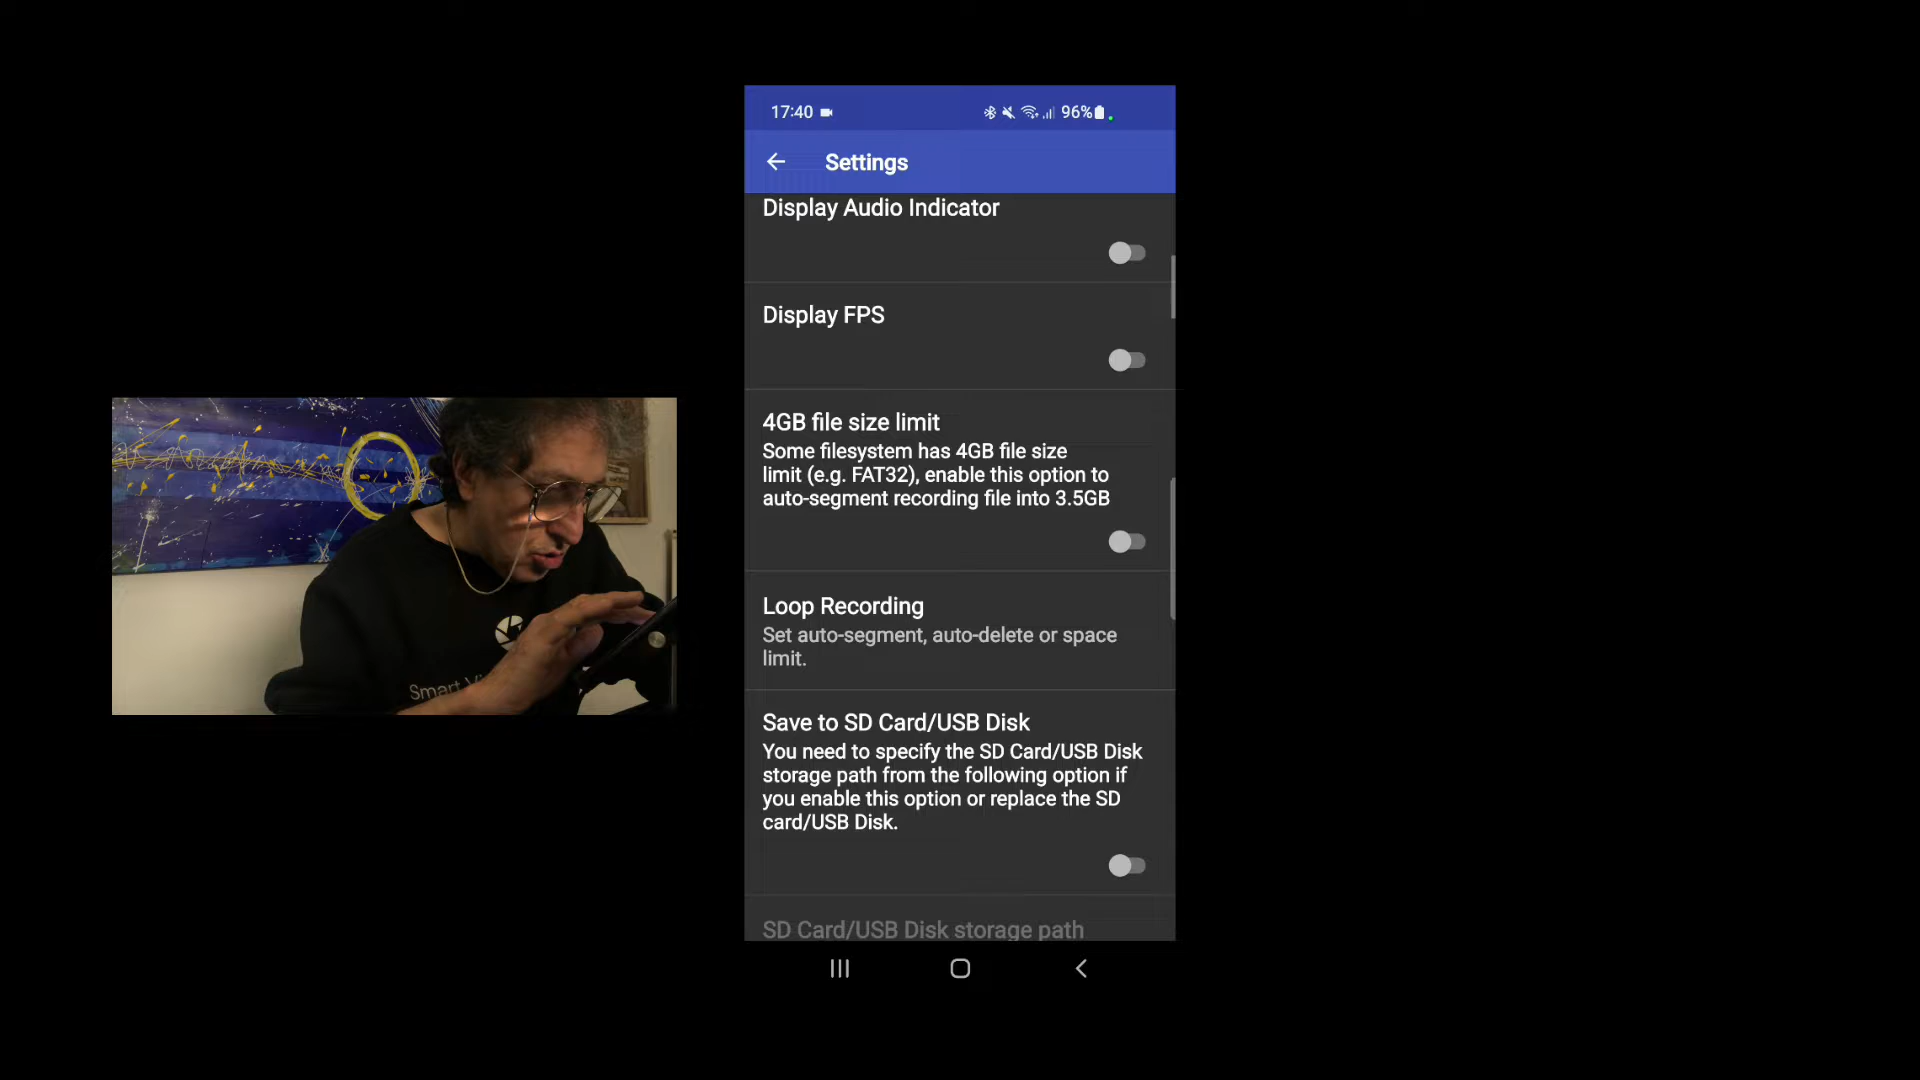 17:40
96%
Settings
Display Audio Indicator
Display FPS
4GB file size limit
Some filesystem has 4GB file size
limit (e.g. FAT32), enable this option to
auto-segment recording file into 3.5GB
Loop Recording
Set auto-segment, auto-delete or space
limit.
Save to SD Card/USB Disk
You need to specify the SD Card/USB Disk
storage path from the following option if
you enable this option or replace the SD
card/USB Disk.
SD Card/USB Disk storage path
Smart